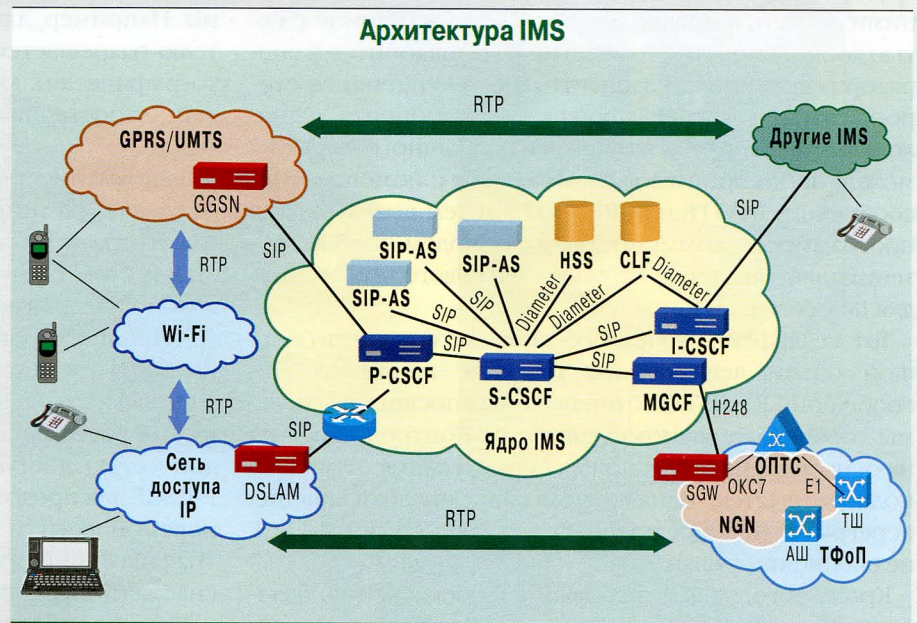 Архитектура IMS
RTP
GPRS/UMTS
Другие IMS
GGSN
SIP
SIP
SIP-AS
SIP-AS
HSS
CLF
SIP-AS
RTP
SIP
SIP
Diameter
Diameter
Diameter
Wi-Fi
SIP
SIP
SIP
I-CSCF
P-CSCF
S-CSCF
MGCF
RTP
SIP
H248
Ядро IMS
Сеть
доступа
IP
DSLAM
ОПТС
SGW
ОКС7
E1
NGN
ТШ
RTP
АШ
ТФоП